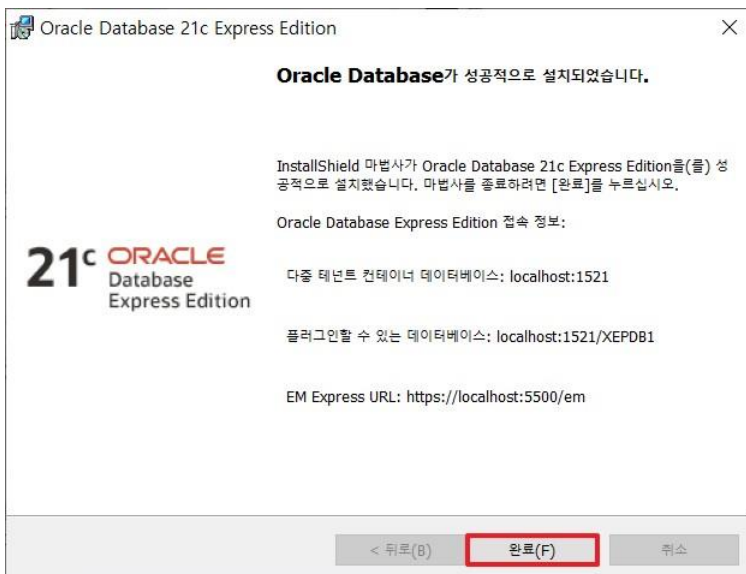 Oracle Database 21c Express Edition
Oracle Database가 성공적으로 설치되었습니다.
InstallShield 마법사가 Oracle Database 21c Express Edition을(를) 성
공적으로 설치했습니다. 마법사를 종료하려면 [완료]를 누르십시오.
Oracle Database Express Edition 접속 정보:
21c ORACLE
Database
Express Edition
다중 테넌트 컨테이너 데이터베이스: localhost:1521
플러그인할 수 있는 데이터베이스: localhost:1521/XEPDB1
EM Express URL: https://localhost:5500/em
< 뒤로(B)
완료(F)
취소